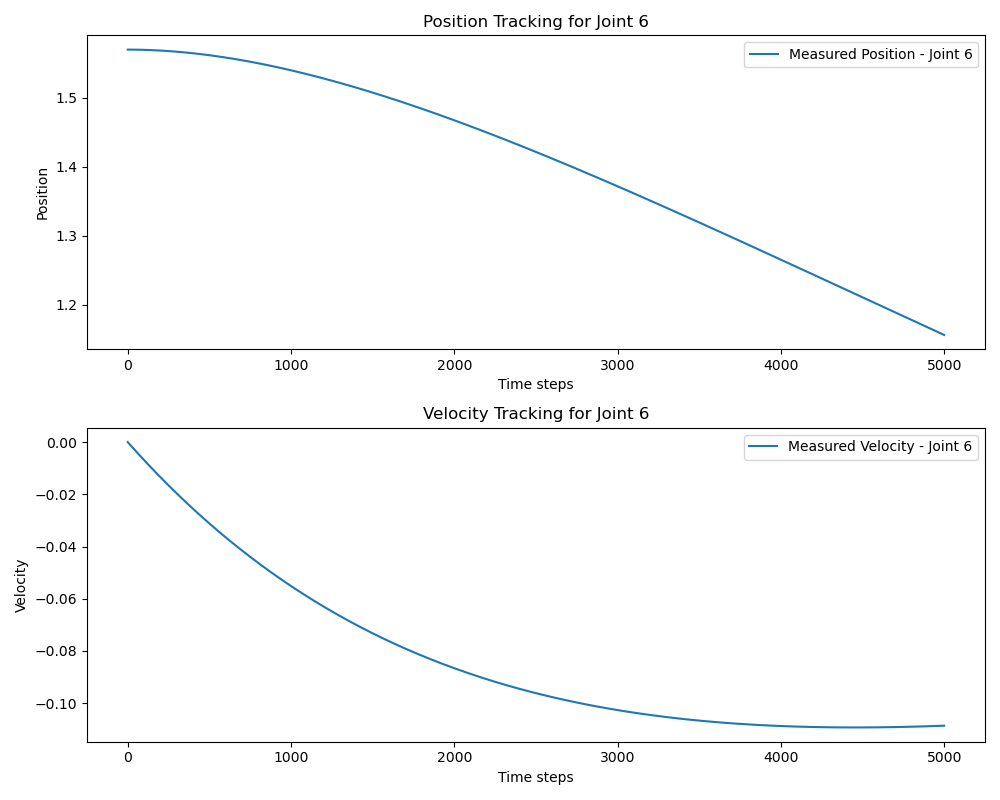 Position Tracking for Joint 6
Measured Position - Joint 6
Position
1.5
1.4
1.3
1.2
0 1000 2000 3000 4000 5000
Time steps
Velocity Tracking for Joint 6
Measured Velocity - Joint 6
Velocity
0.00
−0.02
−0.04
−0.06
−0.08
−0.10
0 1000 2000 3000 4000 5000
Time steps